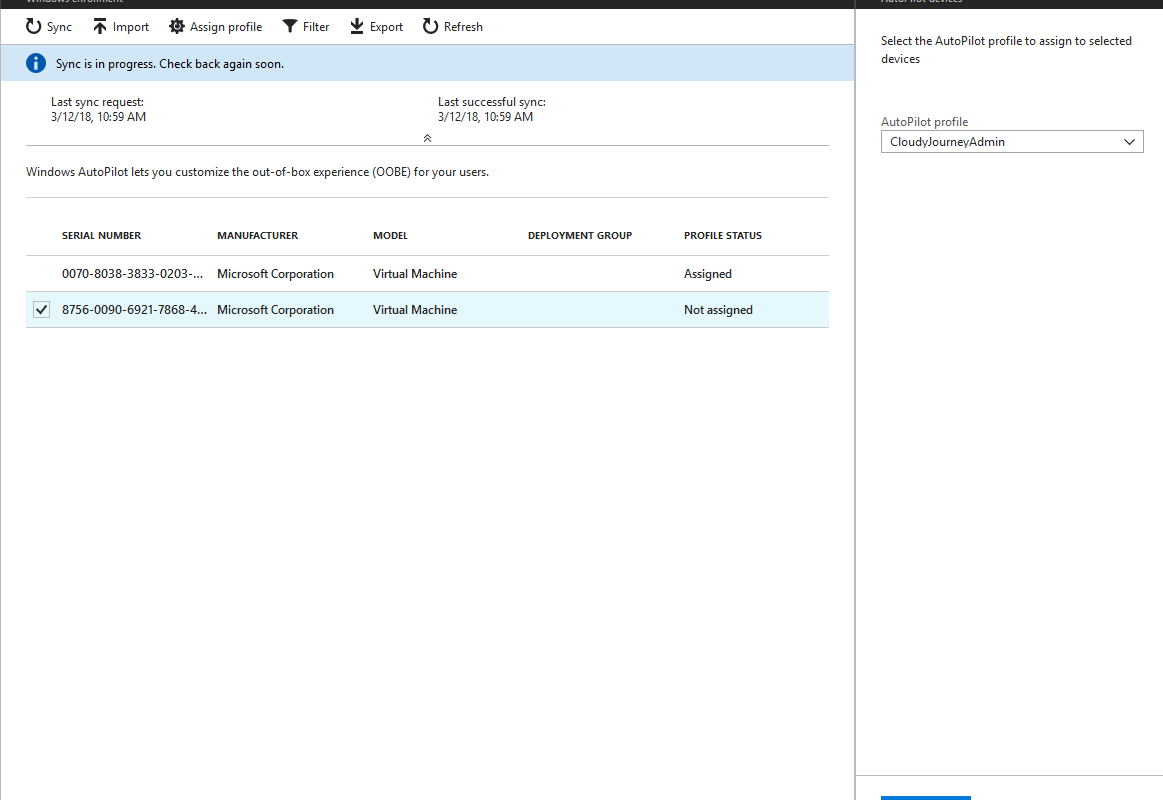 Windows enrollment
AutoPilot devices
Sync Import Assign profile Filter Export Refresh
Sync is in progress. Check back again soon.
Last sync request:
3/12/18, 10:59 AM
Last successful sync:
3/12/18, 10:59 AM
Windows AutoPilot lets you customize the out-of-box experience (OOBE) for your users.
SERIAL NUMBER MANUFACTURER MODEL DEPLOYMENT GROUP PROFILE STATUS
0070-8038-3833-0203-... Microsoft Corporation Virtual Machine Assigned
8756-0090-6921-7868-4... Microsoft Corporation Virtual Machine Not assigned
Select the AutoPilot profile to assign to selected
devices
AutoPilot profile
CloudyJourneyAdmin